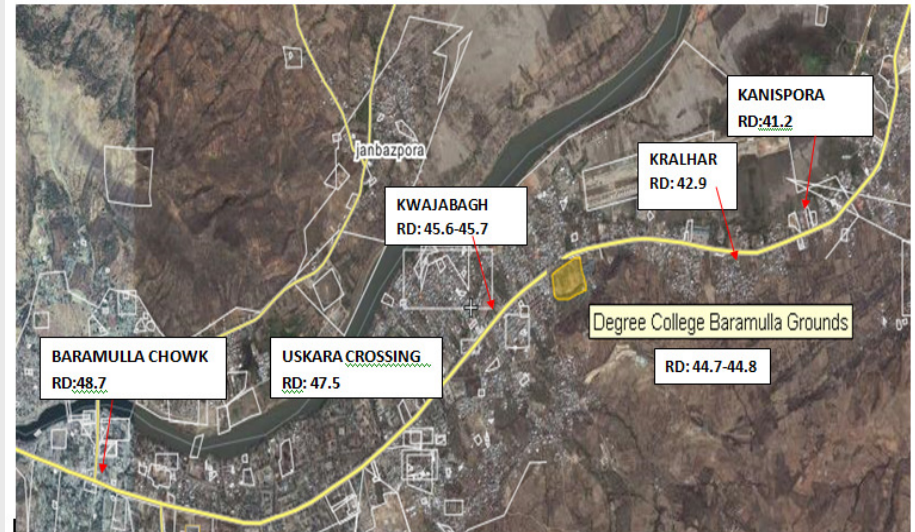 KANISPORA
RD:41.2
janbazpora
KRALHAR
RD: 42.9
KWAJABAGH
RD: 45.6-45.7
Degree College Baramulla Grounds
BARAMULLA CHOWK
RD:48.7
USKARA CROSSING
RD: 47.5
RD: 44.7-44.8